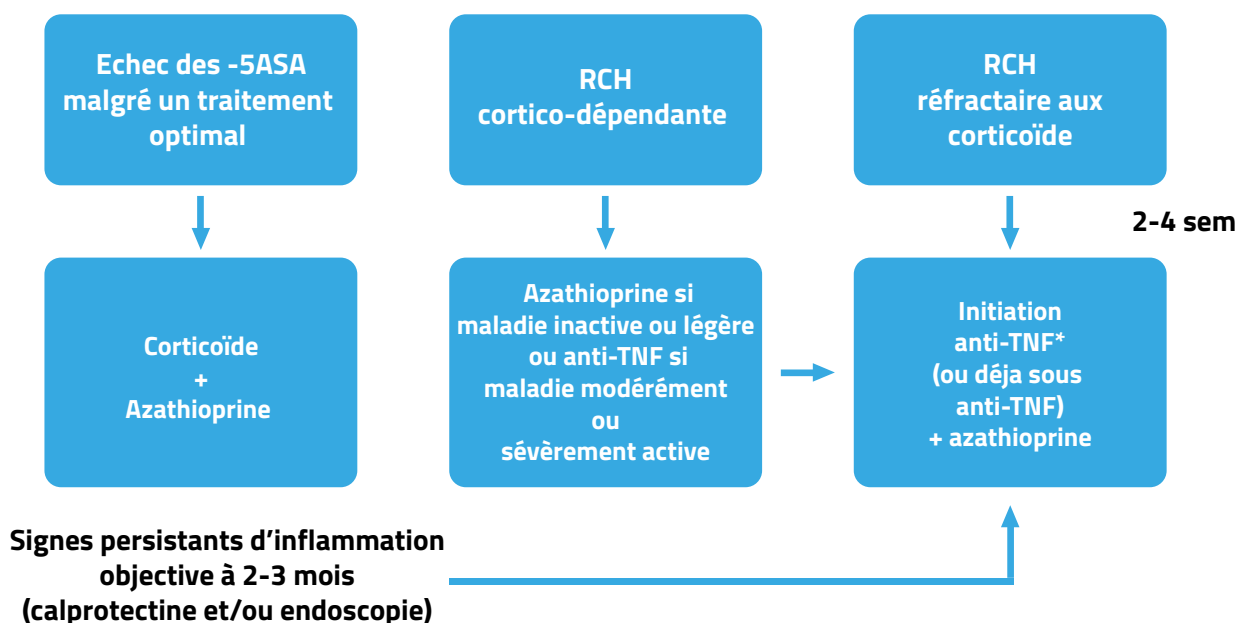 Echec des -5ASA
malgré un traitement
optimal
RCH
cortico-dépendante
RCH
réfractaire aux
corticoïde
2-4 sem
Corticoïde
+
Azathioprine
Azathioprine si
maladie inactive ou légère
ou anti-TNF si
maladie modérément
ou
sévèrement active
Initiation
anti-TNF*
(ou déja sous
anti-TNF)
+ azathioprine
Signes persistants d’inflammation
objective à 2-3 mois
(calprotectine et/ou endoscopie)